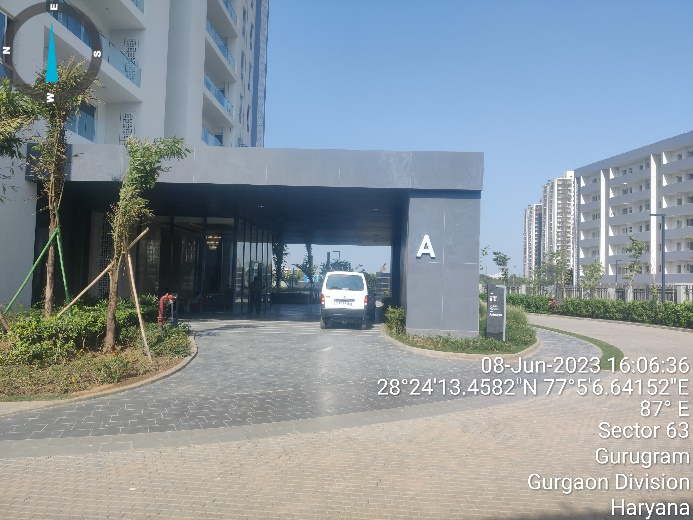 N
E
S
W
A
08-Jun-2023 16:06:36
28°24'13.4582"N 77°5'6.64152"E
87° E
Sector 63
Gurugram
Gurgaon Division
Haryana